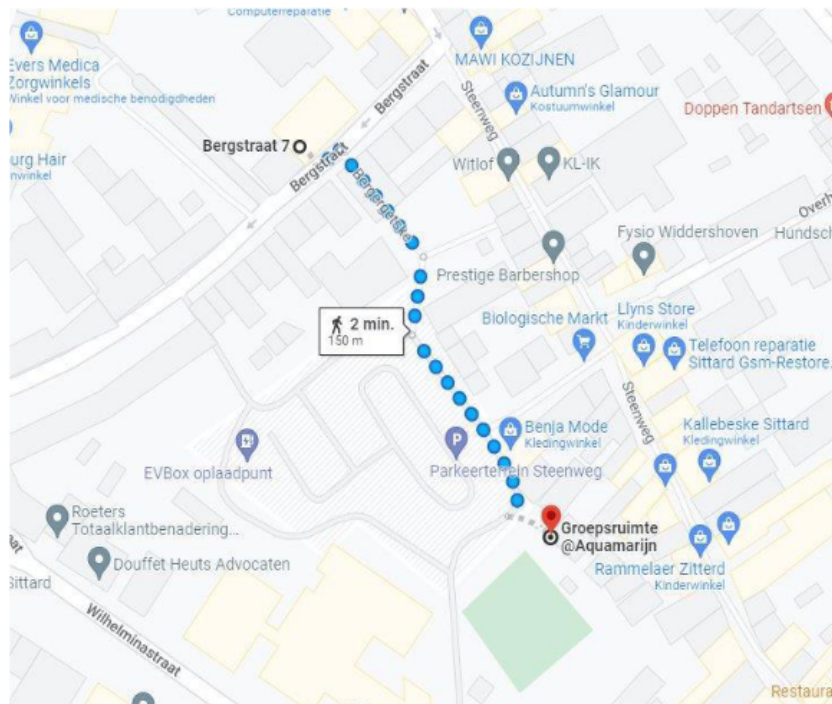 Computerreparatie
Evers Medica
Zorgwinkels
Winkel voor medische benodigdheden
MAWI KOZIJNEN
Autumn's Glamour
Kostuumwinkel
Doppen Tandartsen
Bergstraat
Steenweg
Bergstraat 7
Bergstraat
urg Hair
nwinkel
Witlof
KL-IK
Overh
Fysio Widdershoven
Hundsch
Prestige Barbershop
2 min.
150 m
Biologische Markt
Llyns Store
Kinderwinkel
Telefoon reparatie
Sittard Gsm-Restore...
Steenweg
Benja Mode
Kledingwinkel
Kallebeske Sittard
Kledingwinkel
EVBox oplaadpunt
P
Parkeerterrein Steenweg
Roeters
Totaalklantbenadering...
Groepsruimte
@Aquamarijn
Douffet Heuts Advocaten
Rammelaer Zitterd
Kinderwinkel
aat
Sittard
Wilhelminastraat
Restaura